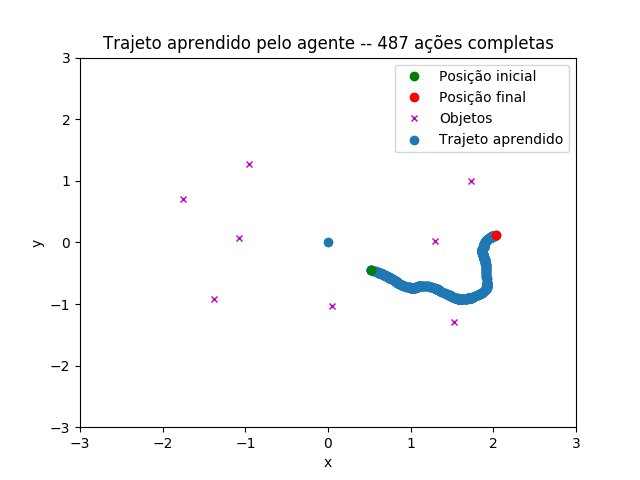 Trajeto aprendido pelo agente -- 487 ações completas
Posição inicial
Posição final
Objetos
Trajeto aprendido
3
2
1
0
−1
−2
−3
y
−3
−2
−1
0
1
2
3
x